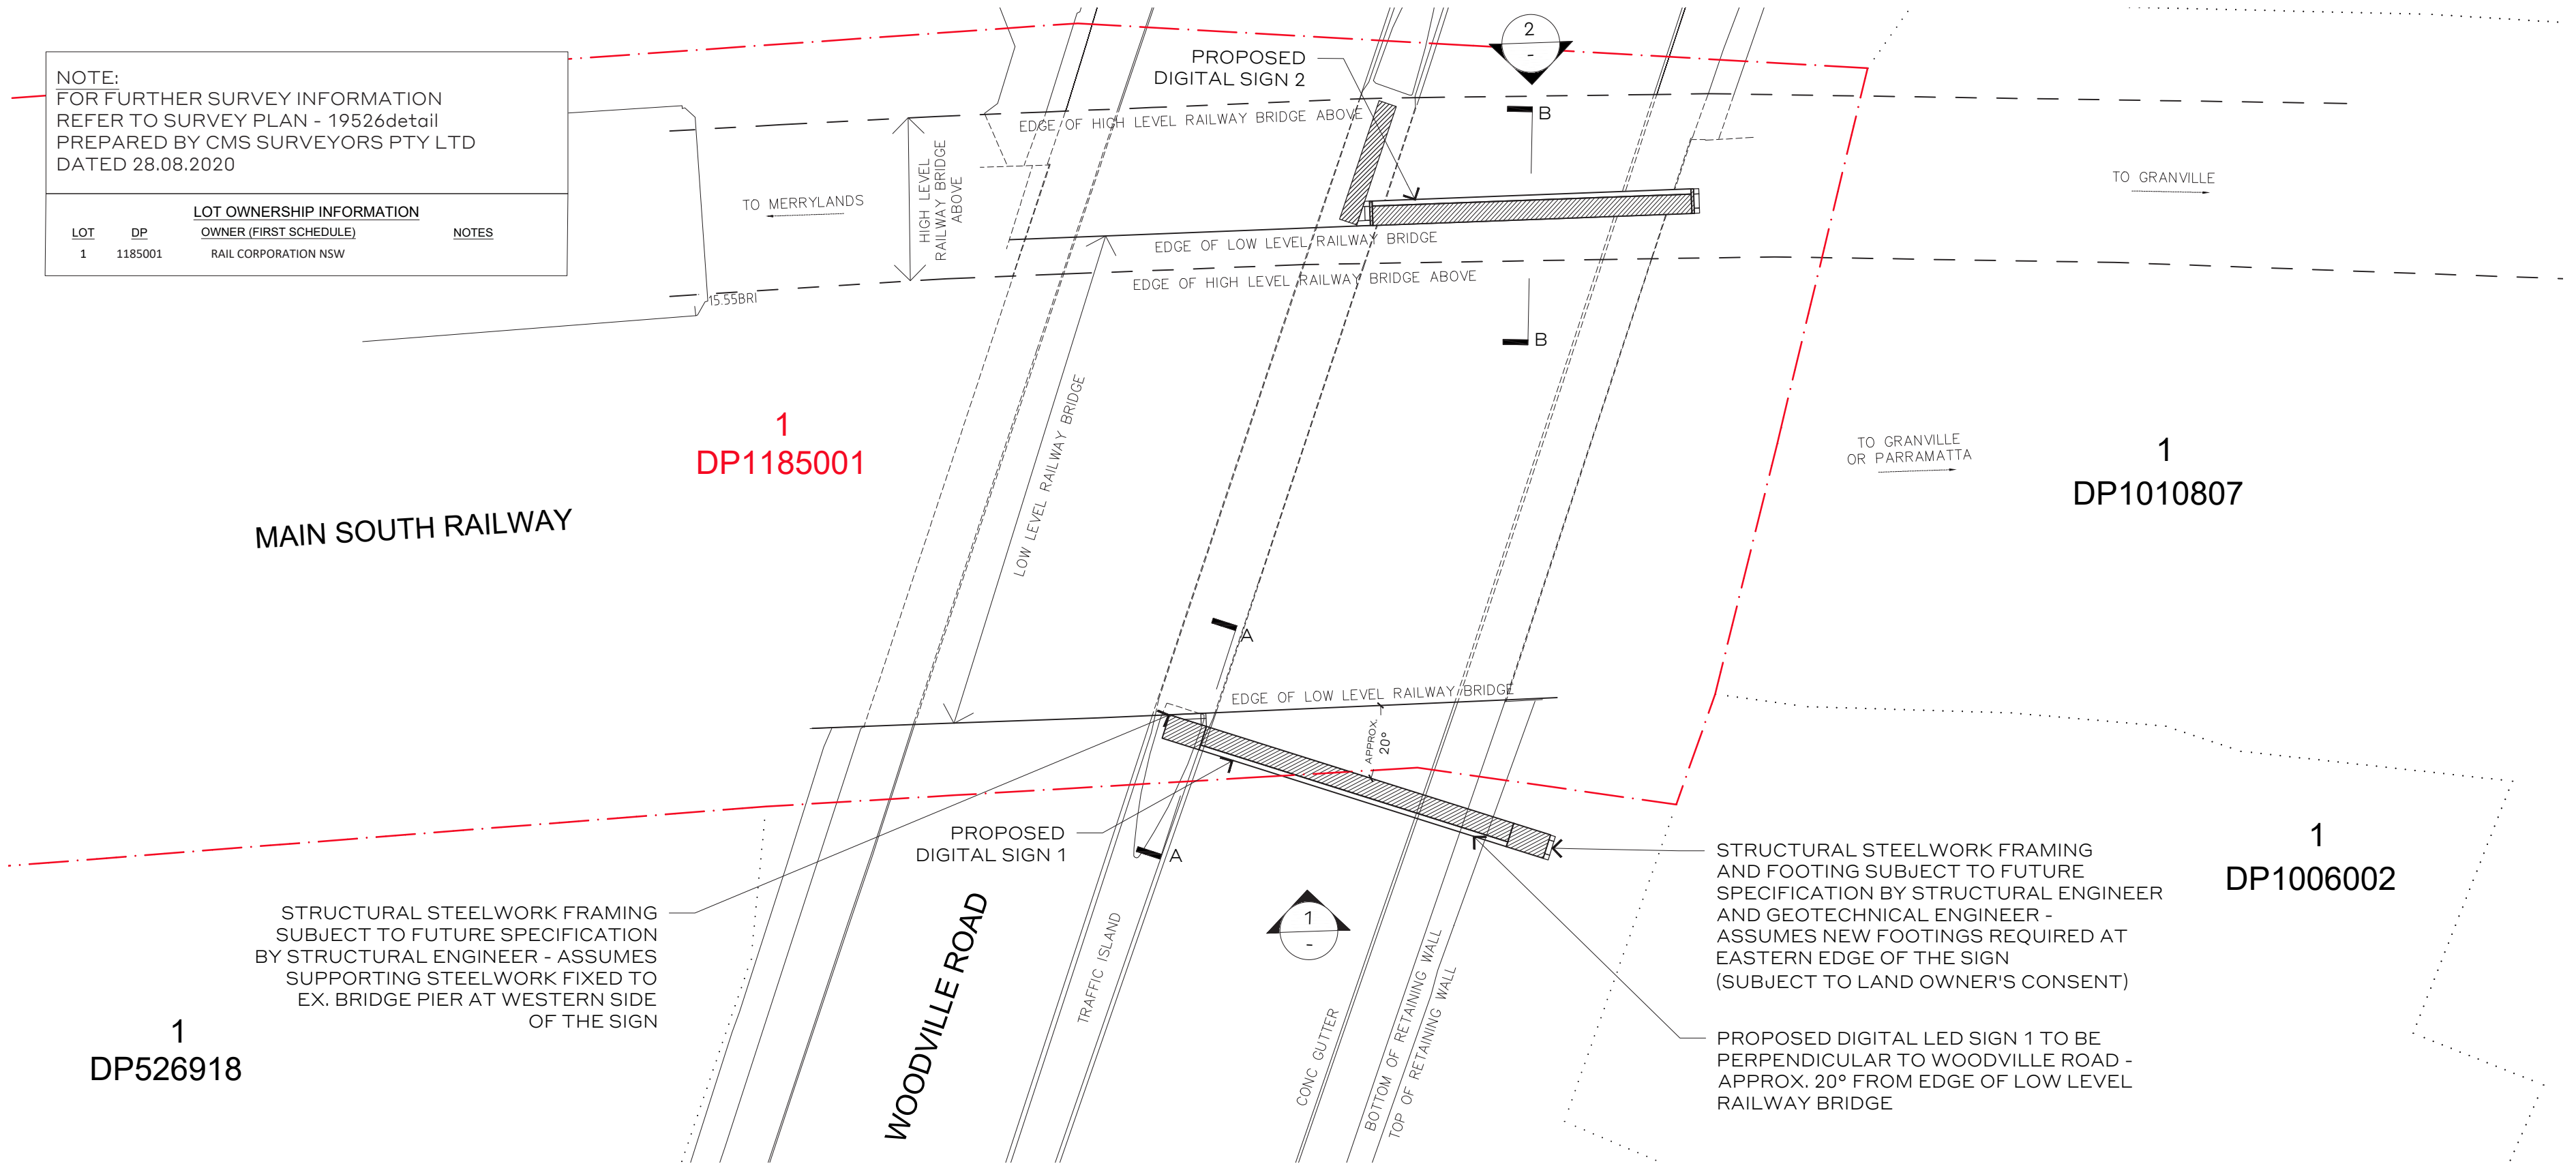 NOTE:
FOR FURTHER SURVEY INFORMATION
REFER TO SURVEY PLAN - 19526detail
PREPARED BY CMS SURVEYORS PTY LTD
DATED 28.08.2020
LOT OWNERSHIP INFORMATION
LOT DP OWNER (FIRST SCHEDULE) NOTES
1 1185001 RAIL CORPORATION NSW
PROPOSED
DIGITAL SIGN 2
2
-
B
EDGE OF HIGH LEVEL RAILWAY BRIDGE ABOVE
HIGH LEVEL
RAILWAY BRIDGE
ABOVE
TO MERRYLANDS
TO GRANVILLE
EDGE OF LOW LEVEL RAILWAY BRIDGE
EDGE OF HIGH LEVEL RAILWAY BRIDGE ABOVE
15.55BRI
B
1
DP1185001
LOW LEVEL RAILWAY BRIDGE
TO GRANVILLE
OR PARRAMATTA
1
DP1010807
MAIN SOUTH RAILWAY
A
EDGE OF LOW LEVEL RAILWAY BRIDGE
APPROX.
20°
PROPOSED
DIGITAL SIGN 1
A
1
DP1006002
STRUCTURAL STEELWORK FRAMING
AND FOOTING SUBJECT TO FUTURE
SPECIFICATION BY STRUCTURAL ENGINEER
AND GEOTECHNICAL ENGINEER -
ASSUMES NEW FOOTINGS REQUIRED AT
EASTERN EDGE OF THE SIGN
(SUBJECT TO LAND OWNER'S CONSENT)
STRUCTURAL STEELWORK FRAMING
SUBJECT TO FUTURE SPECIFICATION
BY STRUCTURAL ENGINEER - ASSUMES
SUPPORTING STEELWORK FIXED TO
EX. BRIDGE PIER AT WESTERN SIDE
OF THE SIGN
1
-
WOODVILLE ROAD
TRAFFIC ISLAND
CONC GUTTER
BOTTOM OF RETAINING WALL
TOP OF RETAINING WALL
1
DP526918
PROPOSED DIGITAL LED SIGN 1 TO BE
PERPENDICULAR TO WOODVILLE ROAD -
APPROX. 20° FROM EDGE OF LOW LEVEL
RAILWAY BRIDGE